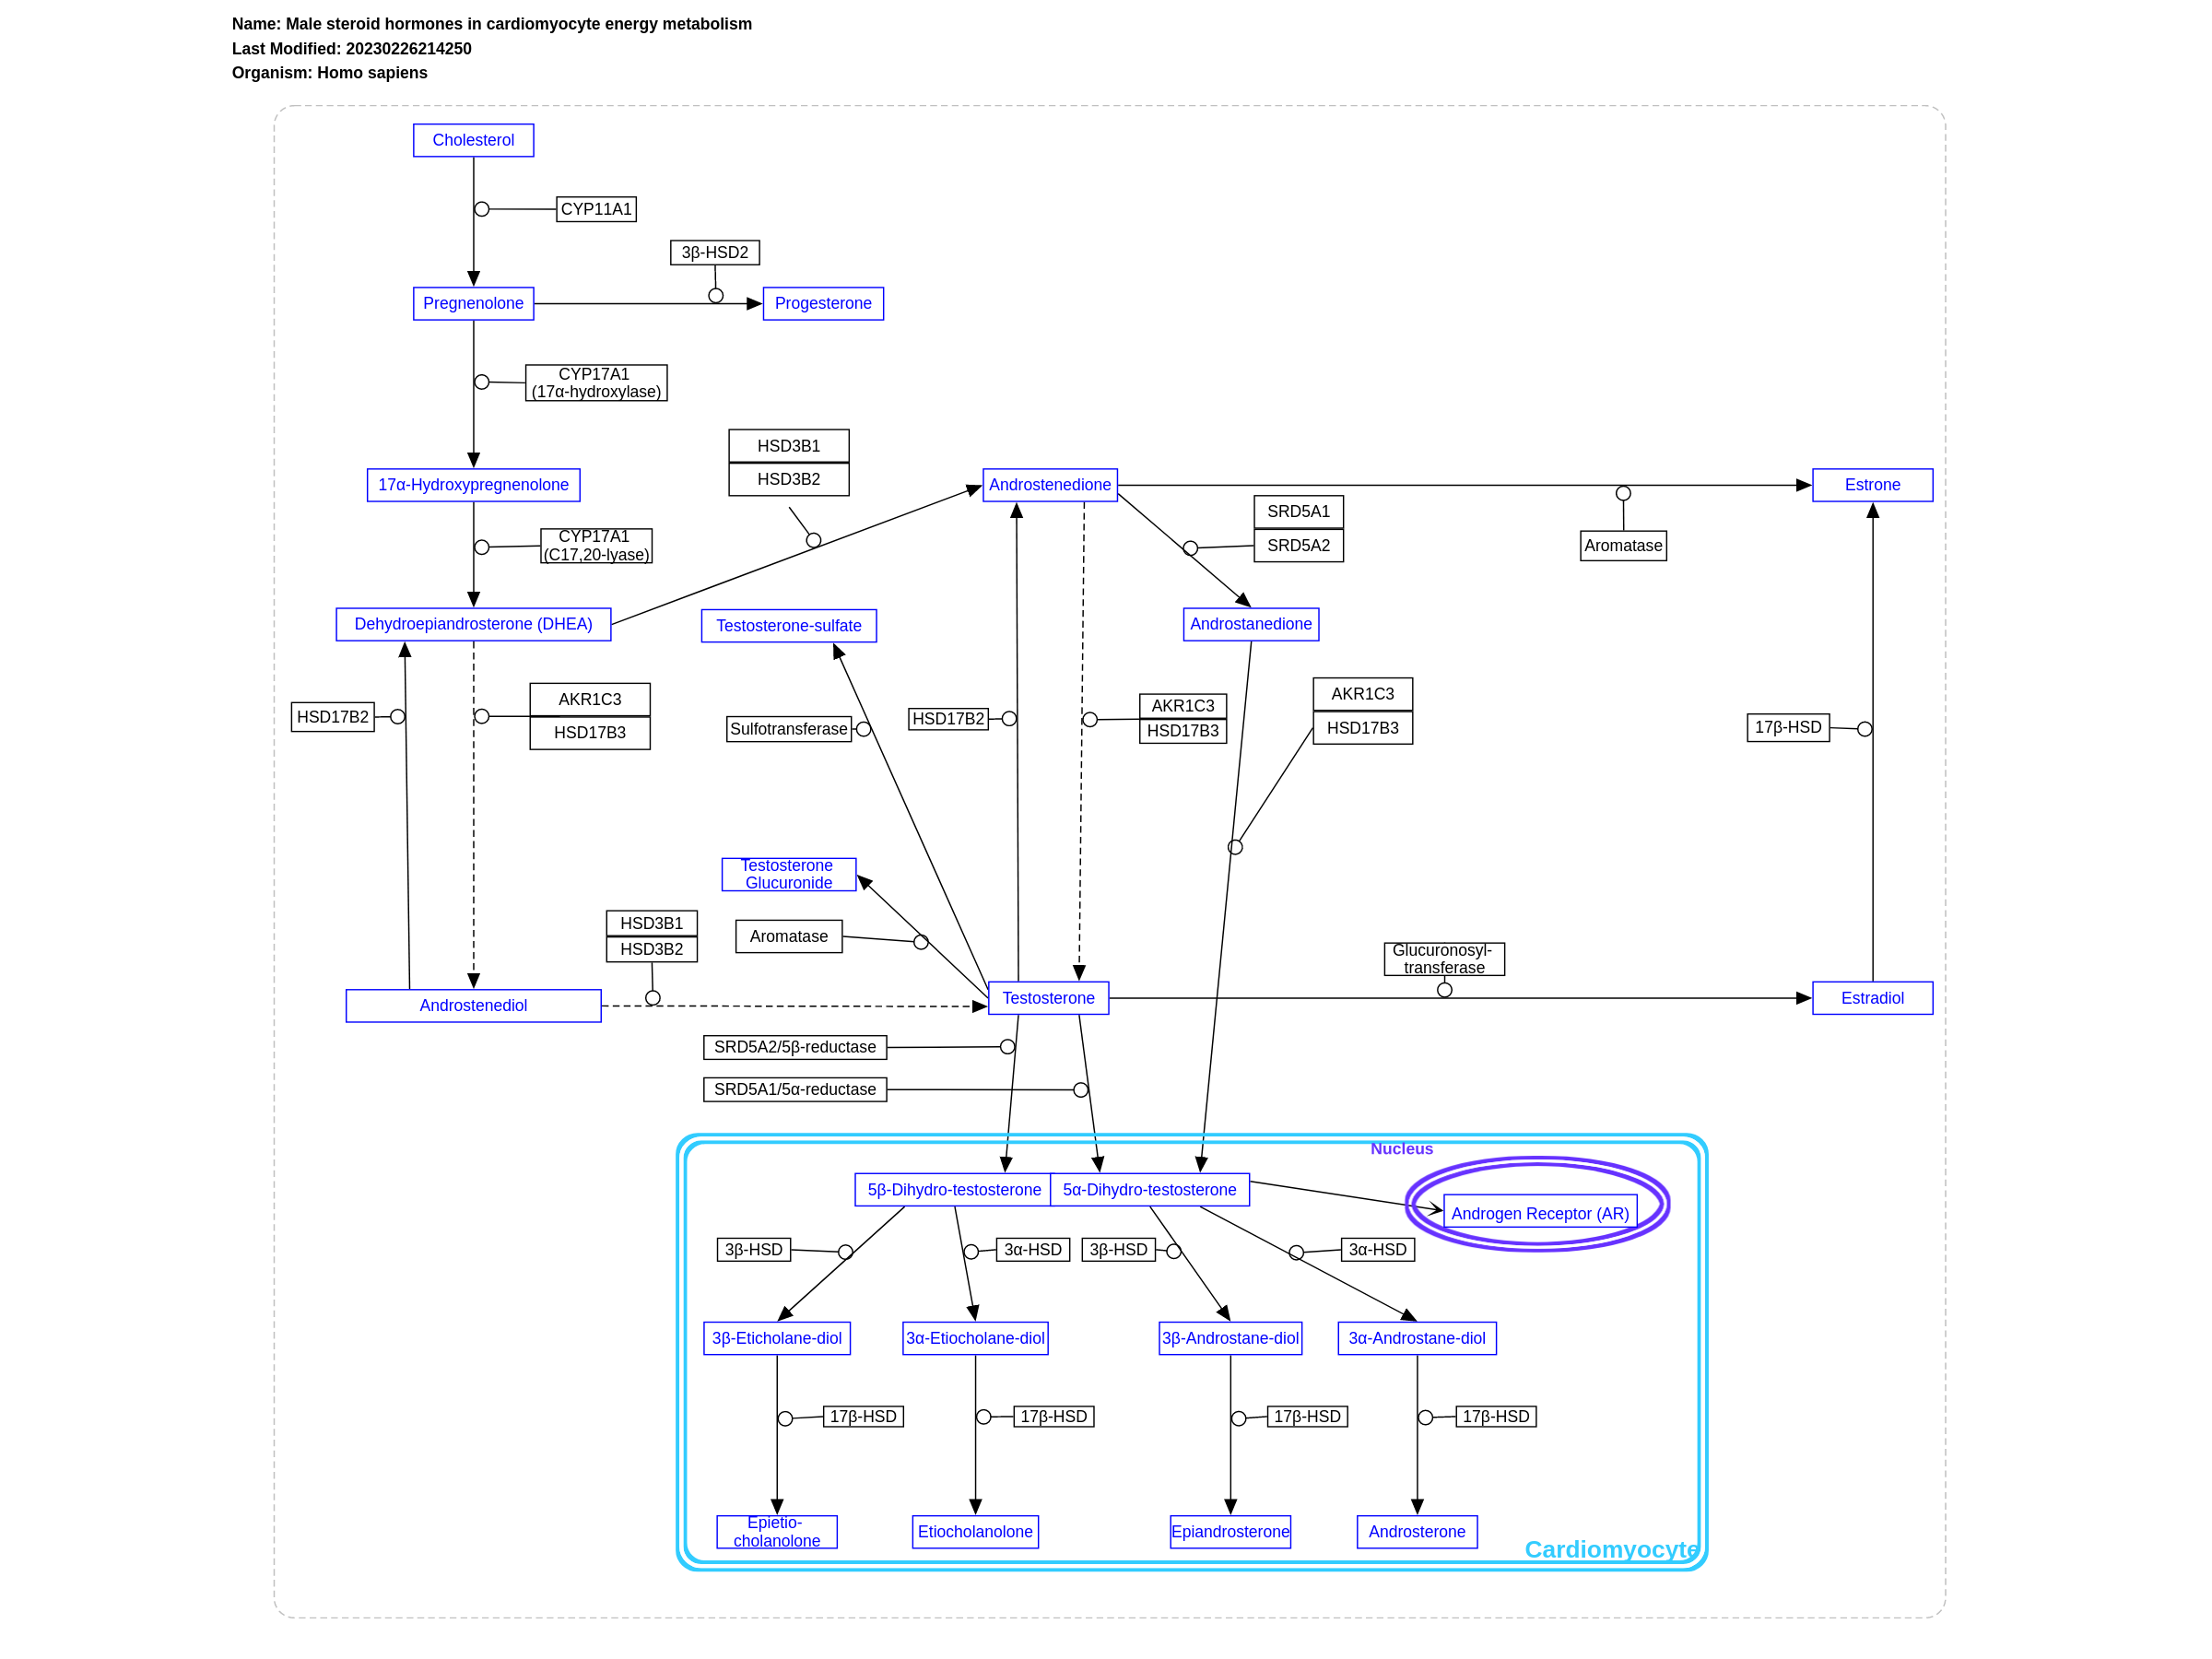 Name: Male steroid hormones in cardiomyocyte energy metabolism
Last Modified: 20230226214250
Organism: Homo sapiens
Cholesterol
CYP11A1
3β-HSD2
Pregnenolone
Progesterone
CYP17A1
(17α-hydroxylase)
HSD3B1
HSD3B2
17α-Hydroxypregnenolone
Androstenedione
Estrone
SRD5A1
SRD5A2
Aromatase
CYP17A1
(C17,20-lyase)
Dehydroepiandrosterone (DHEA)
Testosterone-sulfate
Androstanedione
HSD17B2
AKR1C3
HSD17B3
Sulfotransferase
HSD17B2
AKR1C3
HSD17B3
AKR1C3
HSD17B3
17β-HSD
Testosterone
Glucuronide
HSD3B1
HSD3B2
Aromatase
Glucuronosyl-
transferase
Androstenediol
Testosterone
Estradiol
SRD5A2/5β-reductase
SRD5A1/5α-reductase
Nucleus
5β-Dihydro-testosterone
5α-Dihydro-testosterone
Androgen Receptor (AR)
3β-HSD
3α-HSD
3β-HSD
3α-HSD
3β-Eticholane-diol
3α-Etiocholane-diol
3β-Androstane-diol
3α-Androstane-diol
17β-HSD
17β-HSD
17β-HSD
17β-HSD
Epietio-
cholanolone
Etiocholanolone
Epiandrosterone
Androsterone
Cardiomyocyte